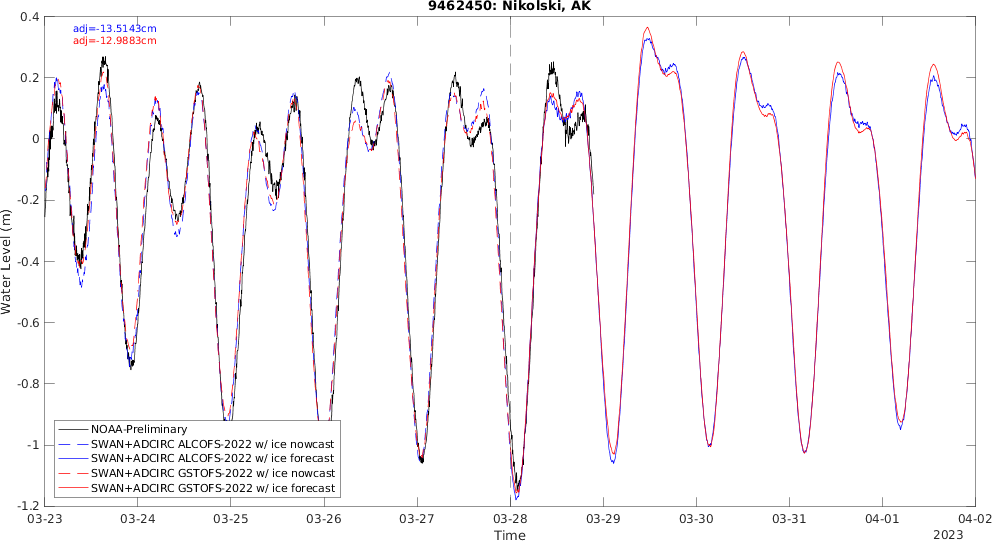 9462450: Nikolski, AK
adj=-13.5143cm
adj=-12.9883cm
0.4
0.2
0
-0.2
-0.4
-0.6
-0.8
-1
-1.2
Water Level (m)
NOAA-Preliminary
SWAN+ADCIRC ALCOFS-2022 w/ ice nowcast
SWAN+ADCIRC ALCOFS-2022 w/ ice forecast
SWAN+ADCIRC GSTOFS-2022 w/ ice nowcast
SWAN+ADCIRC GSTOFS-2022 w/ ice forecast
03-23 03-24 03-25 03-26 03-27 03-28 03-29 03-30 03-31 04-01 04-02
Time
2023